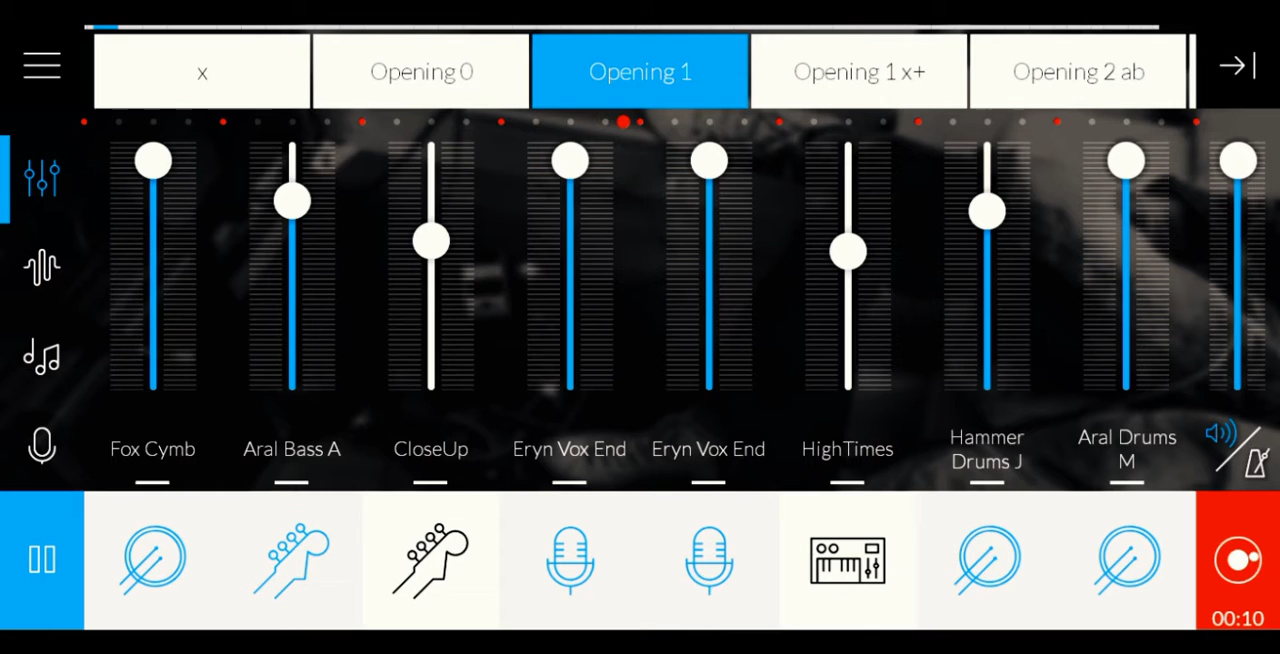 x
Opening 0
Opening 1
Opening 1 x+
Opening 2 ab
Fox Cymb
Aral Bass A
CloseUp
Eryn Vox End
Eryn Vox End
HighTimes
Hammer
Drums J
Aral Drums
M
00:10